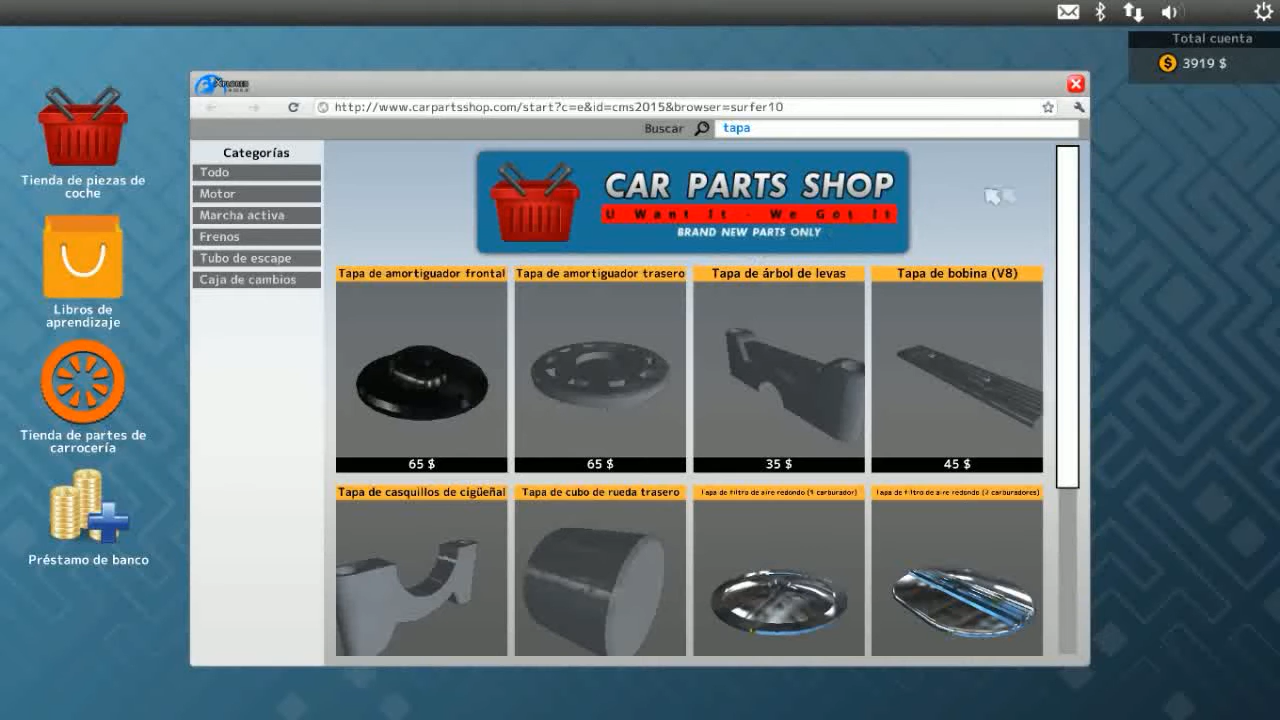 Total cuenta
3919 $
http://www.carpartsshop.com/start?c=e&id=cms2015&browser=surfer10
Buscar tapa
Tienda de piezas de
coche
Libros de
aprendizaje
Tienda de partes de
carrocería
Préstamo de banco
Categorías
Todo
Motor
Marcha activa
Frenos
Tubo de escape
Caja de cambios
CAR PARTS SHOP
U Want It - We Got It
BRAND NEW PARTS ONLY
Tapa de amortiguador frontal
Tapa de amortiguador trasero
Tapa de árbol de levas
Tapa de bobina (V8)
65 $
65 $
35 $
45 $
Tapa de casquillos de cigüeñal
Tapa de cubo de rueda trasero
Tapa de filtro de aire redondo (1 carburador)
Tapa de filtro de aire redondo (2 carburadores)